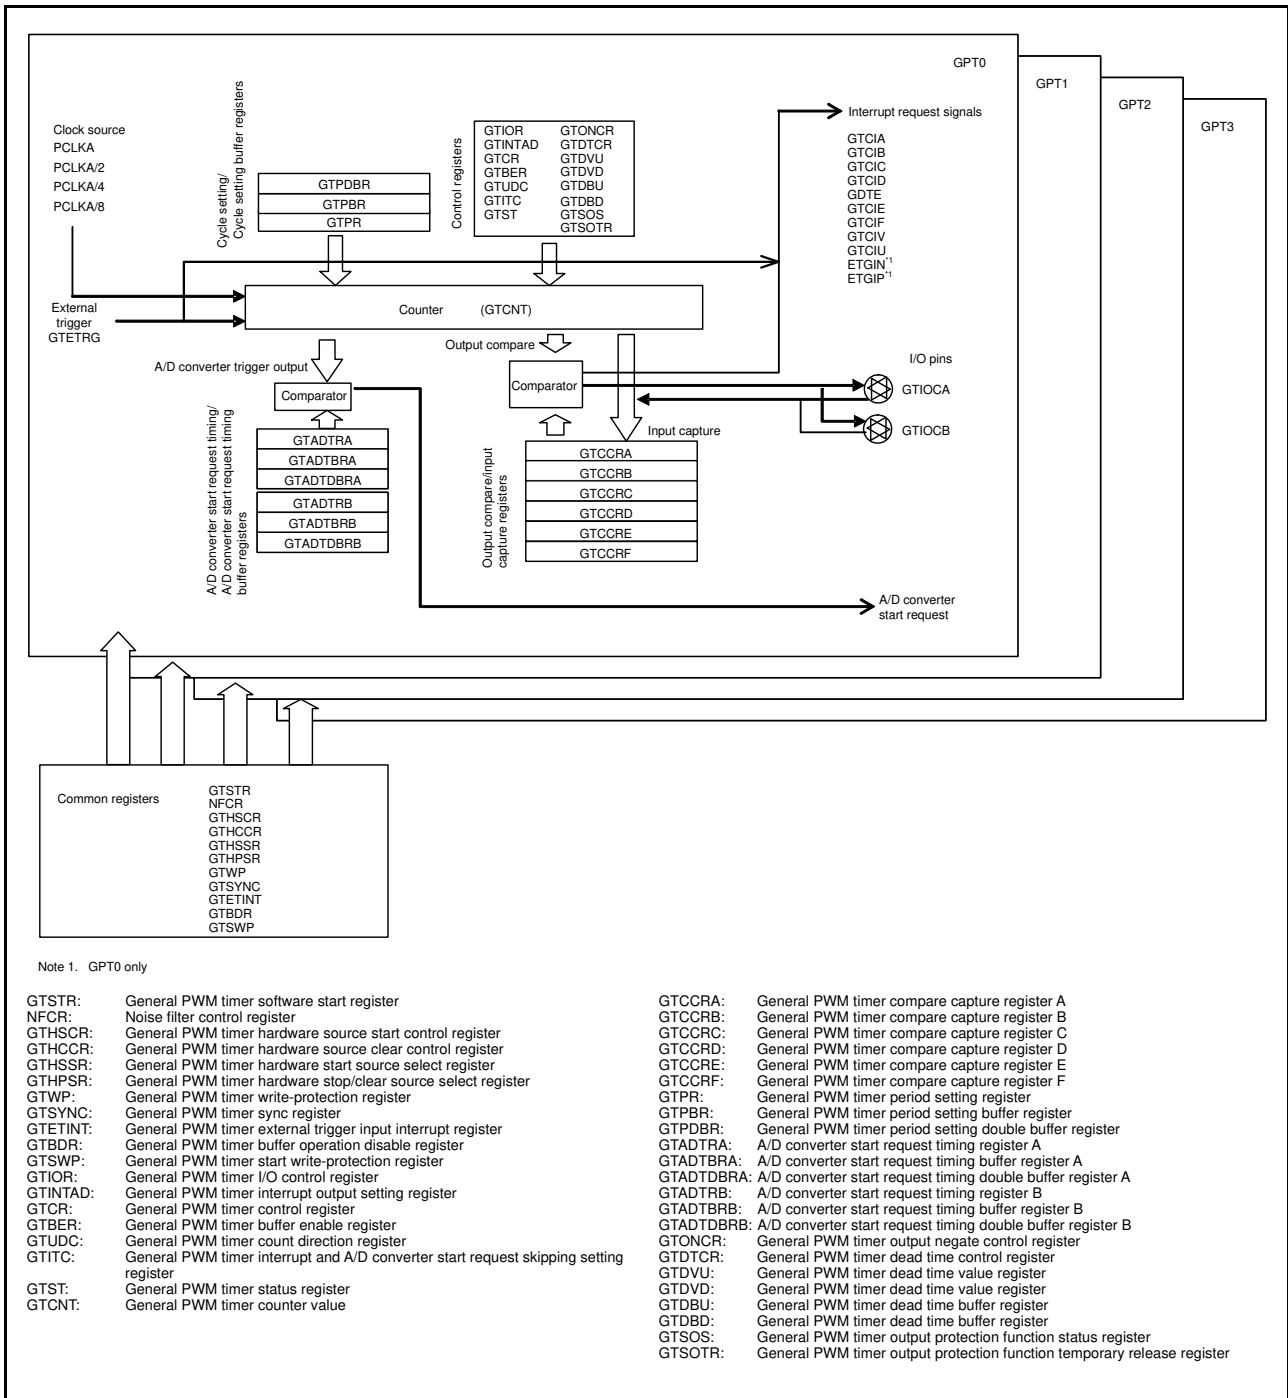 GPT0
GPT1
GPT2
GPT3
Clock source
PCLKA
PCLKA/2
PCLKA/4
PCLKA/8
Cycle setting/
Cycle setting buffer registers
GTPDBR
GTPBR
GTPR
Control registers
GTIOR GTONCR
GTINTAD GTDTCR
GTCR GTDVU
GTBER GTDVD
GTUDC GTDBU
GTITC GTDBD
GTST GTSOS
GTSOTR
Interrupt request signals
GTCIA
GTCIB
GTCIC
GTCID
GDTE
GTCIE
GTCIF
GTCIV
GTCIU
ETGIN*1
ETGIP*1
External
trigger
GTETRG
Counter (GTCNT)
A/D converter trigger output
Output compare
Comparator
Comparator
Input capture
I/O pins
GTIOCA
GTIOCB
A/D converter start request timing/
A/D converter start request timing
buffer registers
GTADTRA
GTADTBRA
GTADTDBRA
GTADTRB
GTADTBRB
GTADTDBRB
Output compare/input
capture registers
GTCCRA
GTCCRB
GTCCRC
GTCCRD
GTCCRE
GTCCRF
A/D converter
start request
Common registers
GTSTR
NFCR
GTHSCR
GTHCCR
GTHSSR
GTHPSR
GTWP
GTSYNC
GTETINT
GTBDR
GTSWP
Note 1. GPT0 only
GTSTR: General PWM timer software start register
NFCR: Noise filter control register
GTHSCR: General PWM timer hardware source start control register
GTHCCR: General PWM timer hardware source clear control register
GTHSSR: General PWM timer hardware start source select register
GTHPSR: General PWM timer hardware stop/clear source select register
GTWP: General PWM timer write-protection register
GTSYNC: General PWM timer sync register
GTETINT: General PWM timer external trigger input interrupt register
GTBDR: General PWM timer buffer operation disable register
GTSWP: General PWM timer start write-protection register
GTIOR: General PWM timer I/O control register
GTINTAD: General PWM timer interrupt output setting register
GTCR: General PWM timer control register
GTBER: General PWM timer buffer enable register
GTUDC: General PWM timer count direction register
GTITC: General PWM timer interrupt and A/D converter start request skipping setting
register
GTST: General PWM timer status register
GTCNT: General PWM timer counter value
GTCCRA: General PWM timer compare capture register A
GTCCRB: General PWM timer compare capture register B
GTCCRC: General PWM timer compare capture register C
GTCCRD: General PWM timer compare capture register D
GTCCRE: General PWM timer compare capture register E
GTCCRF: General PWM timer compare capture register F
GTPR: General PWM timer period setting register
GTPBR: General PWM timer period setting buffer register
GTPDBR: General PWM timer period setting double buffer register
GTADTRA: A/D converter start request timing register A
GTADTBRA: A/D converter start request timing buffer register A
GTADTDBRA: A/D converter start request timing double buffer register A
GTADTRB: A/D converter start request timing register B
GTADTBRB: A/D converter start request timing buffer register B
GTADTDBRB: A/D converter start request timing double buffer register B
GTONCR: General PWM timer output negate control register
GTDTCR: General PWM timer dead time control register
GTDVU: General PWM timer dead time value register
GTDVD: General PWM timer dead time value register
GTDBU: General PWM timer dead time buffer register
GTDBD: General PWM timer dead time buffer register
GTSOS: General PWM timer output protection function status register
GTSOTR: General PWM timer output protection function temporary release register